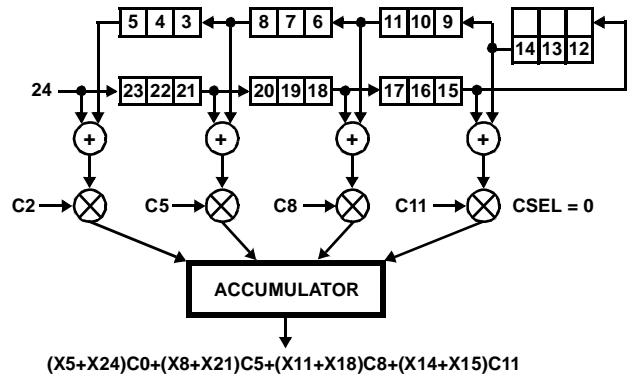 5 4 3 8 7 6 11 10 9
14 13 12
24 23 22 21 20 19 18 17 16 15
+ + + +
C2 C5 C8 C11 CSEL = 0
ACCUMULATOR
(X5+X24)C0+(X8+X21)C5+(X11+X18)C8+(X14+X15)C11